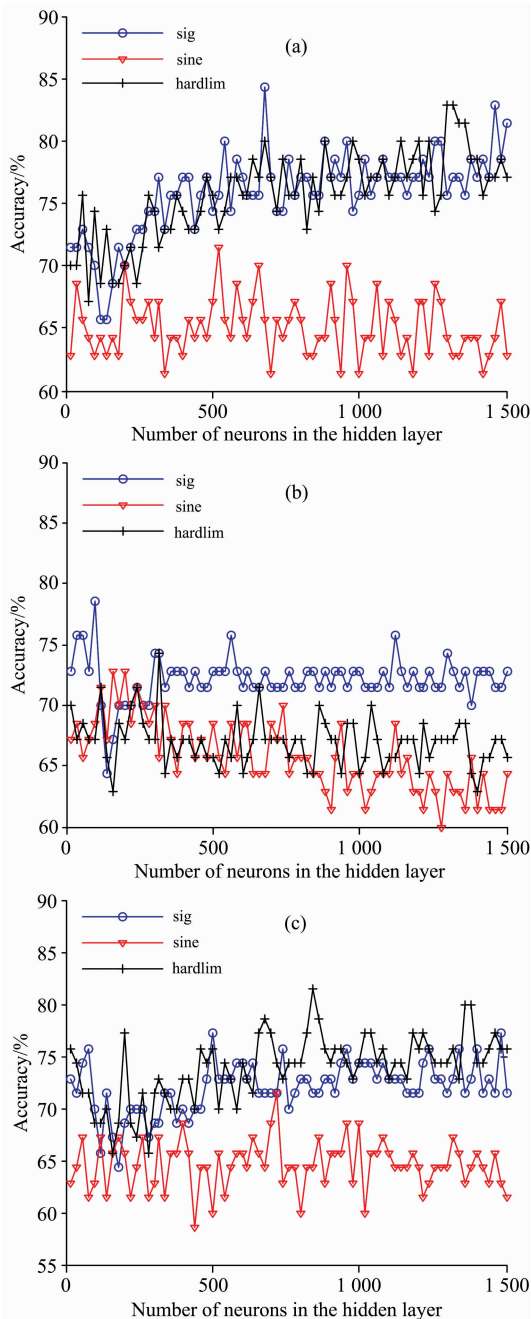 90
(a)
sig
sine
hardlim
85
80
75
70
65
60
Accuracy/%
0
500
1 000
1 500
Number of neurons in the hidden layer
90
(b)
sig
sine
hardlim
85
80
75
70
65
60
Accuracy/%
0
500
1 000
1 500
Number of neurons in the hidden layer
90
(c)
sig
sine
hardlim
85
80
75
70
65
60
55
Accuracy/%
0
500
1 000
1 500
Number of neurons in the hidden layer